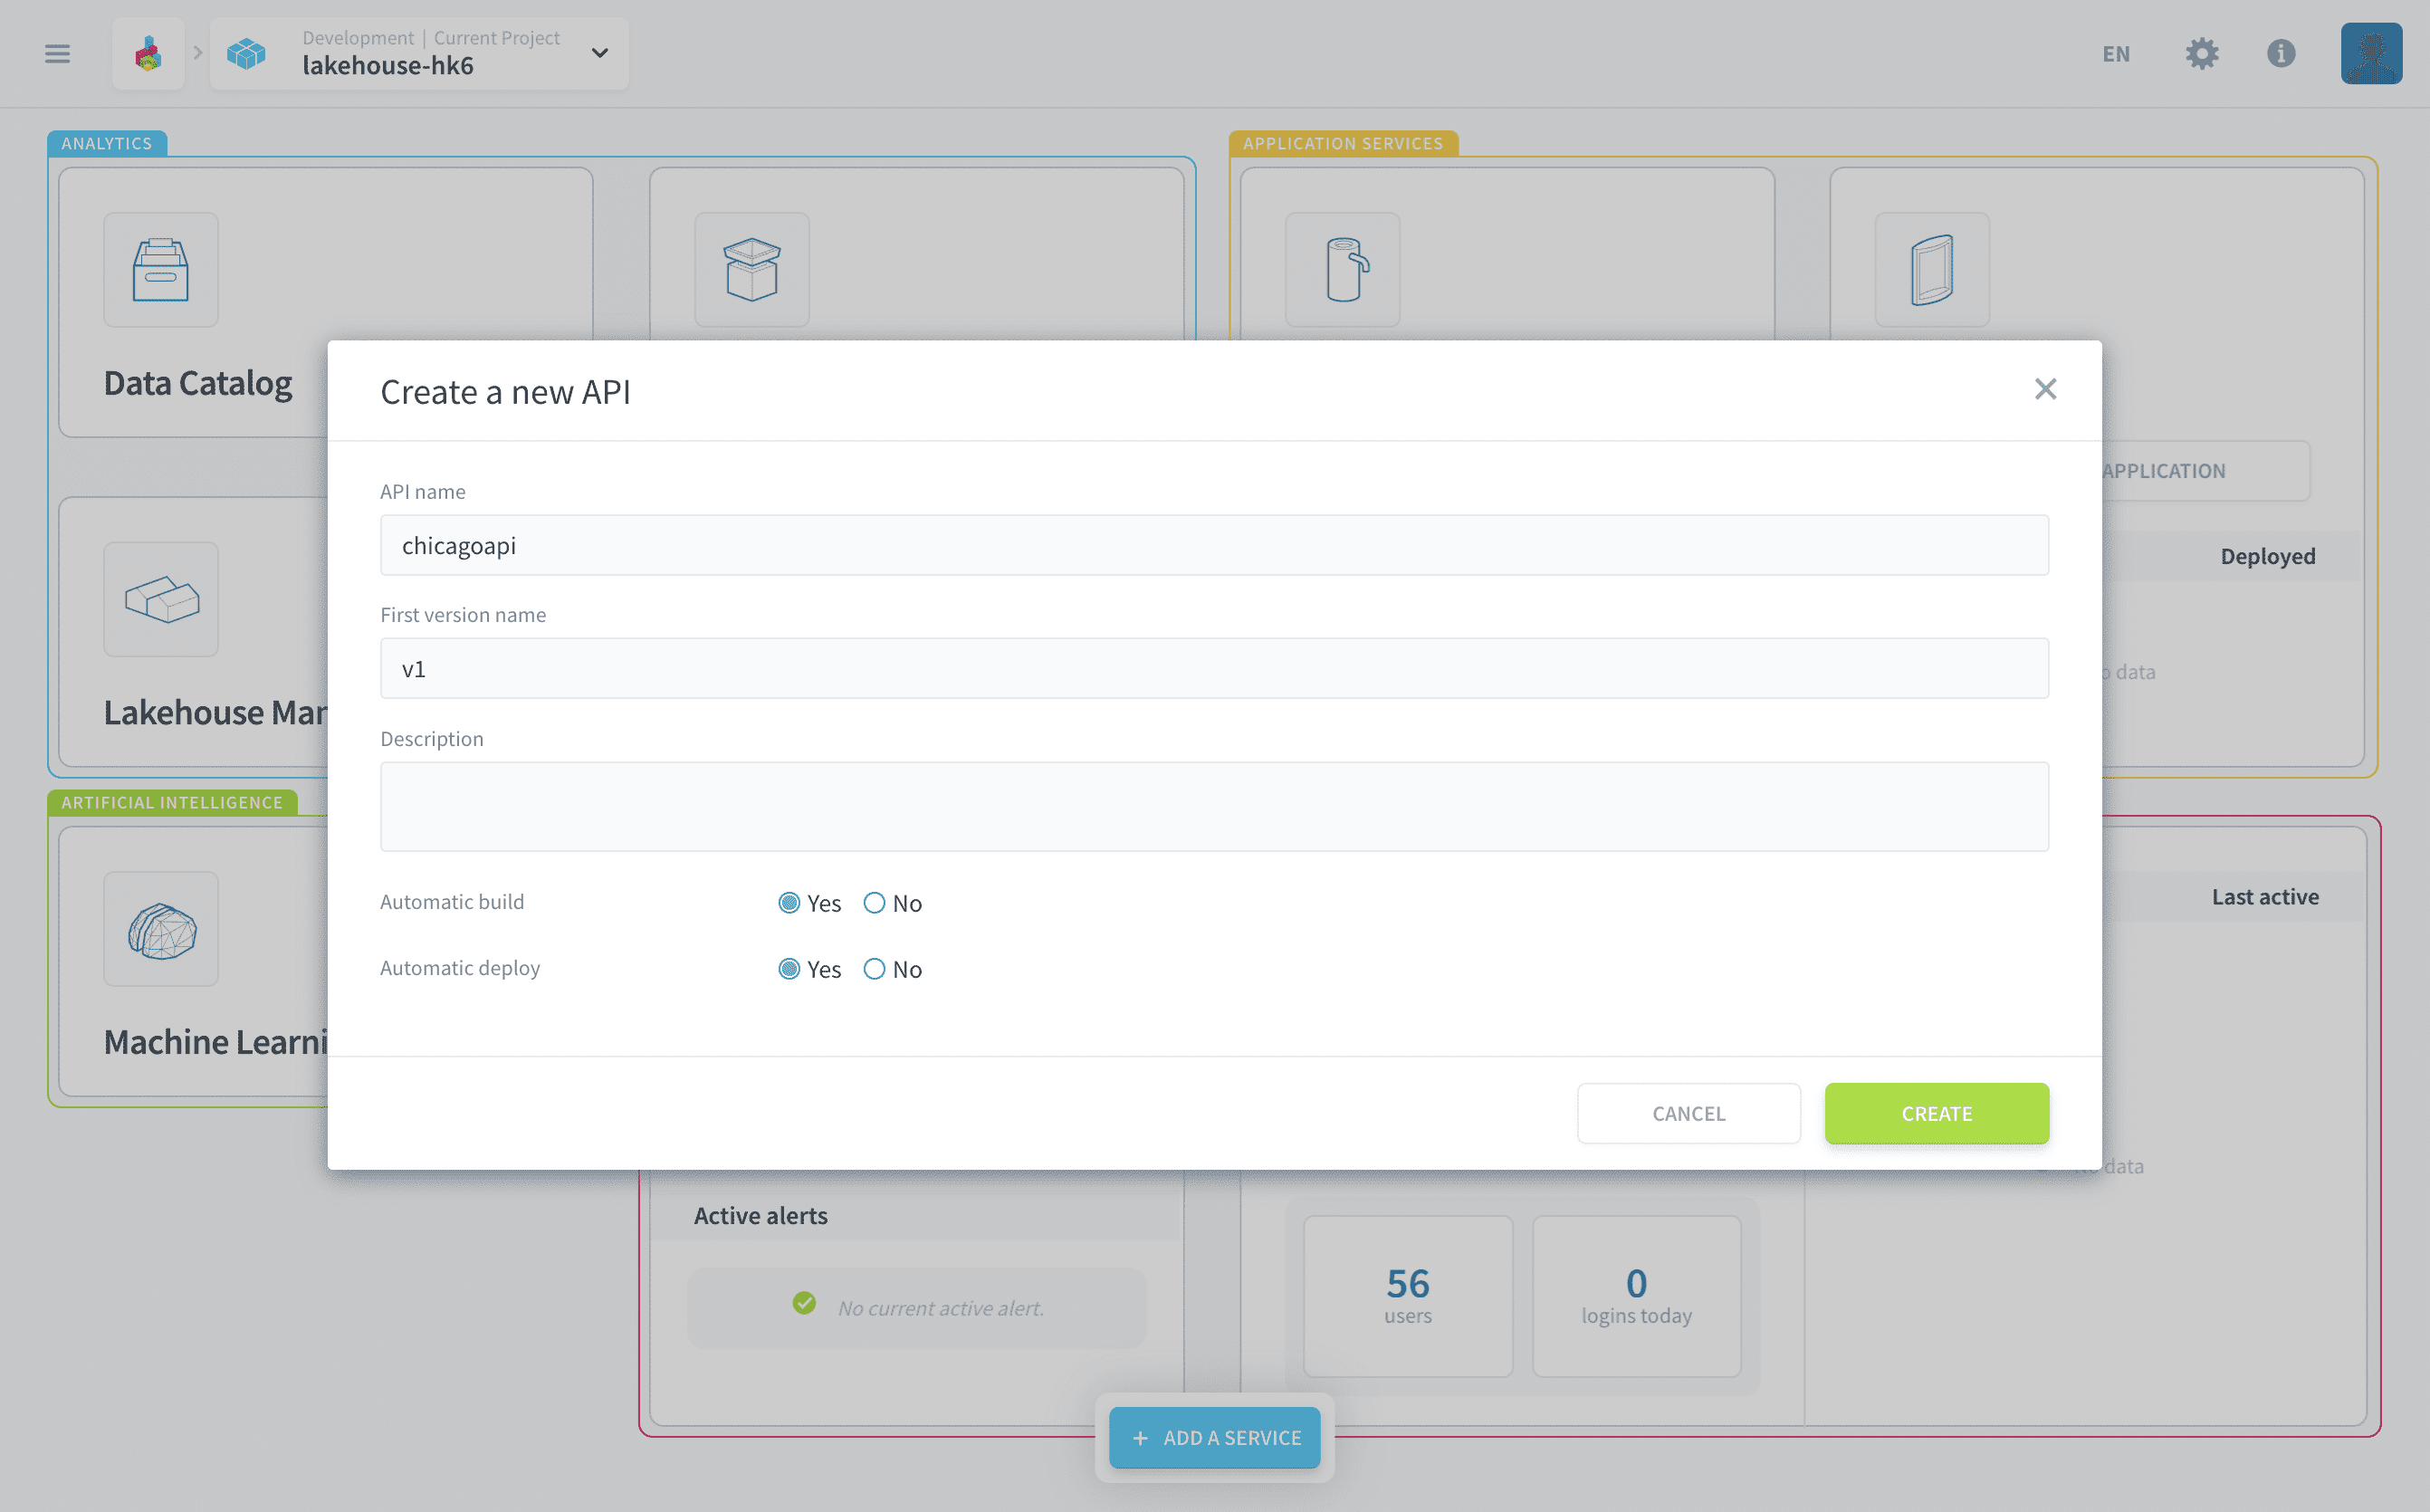 Development | Current Project
lakehouse-hk6
EN
ANALYTICS
APPLICATION SERVICES
Data Catalog
Create a new API
API name
chicagoapi
APPLICATION
Deployed
First version name
v1
data
Lakehouse
Description
ARTIFICIAL INTELLIGENCE
Automatic build
Yes
No
Last active
Automatic deploy
Yes
No
Machine
CANCEL
CREATE
No data
Active alerts
No current active alert.
56
users
0
logins today
+ ADD A SERVICE